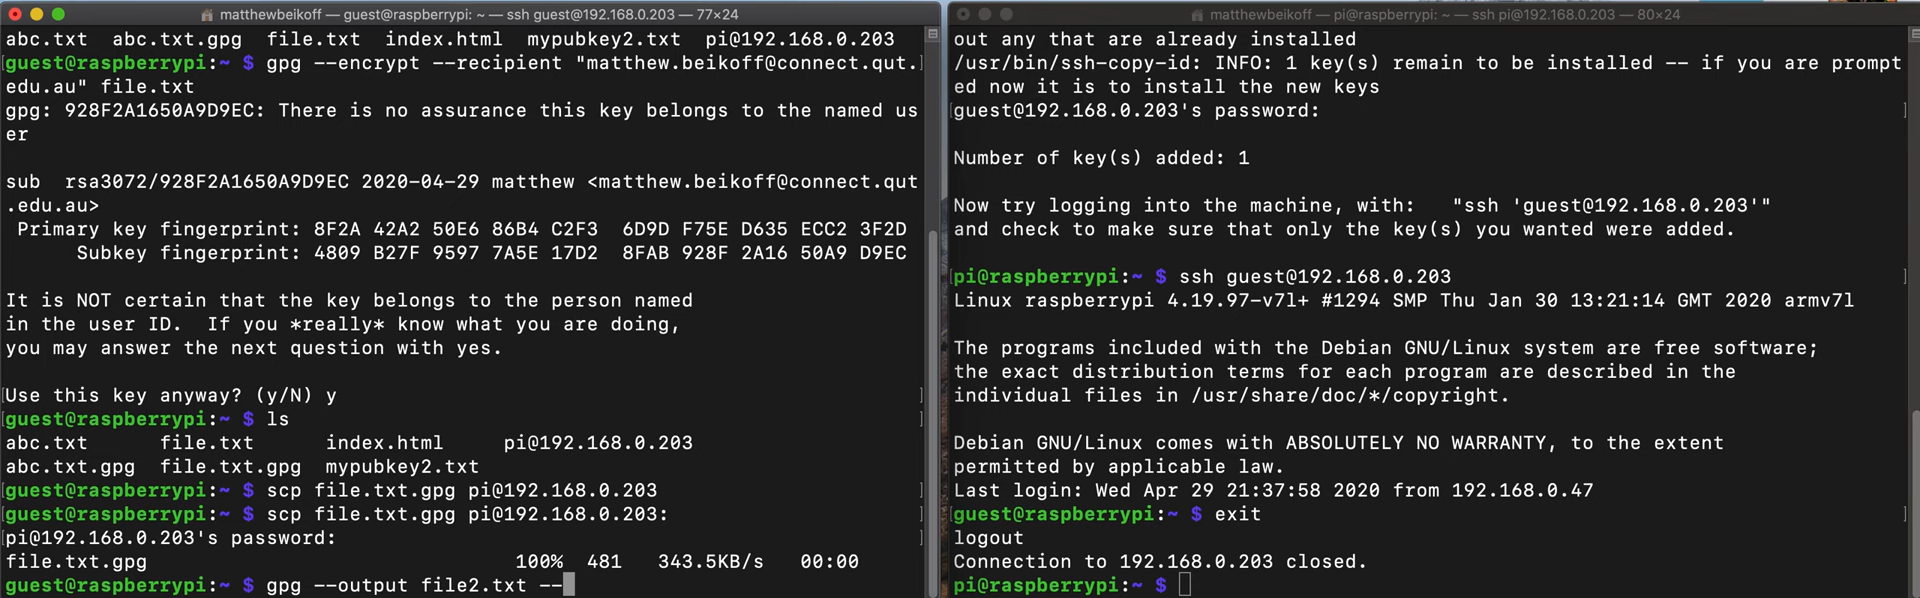 matthewbeikoff — guest@raspberrypi: ~ — ssh guest@192.168.0.203 — 77×24
abc.txt  abc.txt.gpg  file.txt  index.html  mypubkey2.txt  pi@192.168.0.203
guest@raspberrypi:~ $ gpg --encrypt --recipient "matthew.beikoff@connect.qut.
edu.au" file.txt
gpg: 928F2A1650A9D9EC: There is no assurance this key belongs to the named us
er
sub  rsa3072/928F2A1650A9D9EC 2020-04-29 matthew <matthew.beikoff@connect.qut
.edu.au>
 Primary key fingerprint: 8F2A 42A2 50E6 86B4 C2F3  6D9D F75E D635 ECC2 3F2D
      Subkey fingerprint: 4809 B27F 9597 7A5E 17D2  8FAB 928F 2A16 50A9 D9EC
It is NOT certain that the key belongs to the person named
in the user ID.  If you *really* know what you are doing,
you may answer the next question with yes.
Use this key anyway? (y/N) y
guest@raspberrypi:~ $ ls
abc.txt      file.txt      index.html     pi@192.168.0.203
abc.txt.gpg  file.txt.gpg  mypubkey2.txt
guest@raspberrypi:~ $ scp file.txt.gpg pi@192.168.0.203
guest@raspberrypi:~ $ scp file.txt.gpg pi@192.168.0.203:
pi@192.168.0.203's password:
file.txt.gpg                               100%  481   343.5KB/s   00:00
guest@raspberrypi:~ $ gpg --output file2.txt --
matthewbeikoff — pi@raspberrypi: ~ — ssh pi@192.168.0.203 — 80×24
out any that are already installed
/usr/bin/ssh-copy-id: INFO: 1 key(s) remain to be installed -- if you are prompt
ed now it is to install the new keys
guest@192.168.0.203's password:
Number of key(s) added: 1
Now try logging into the machine, with:   "ssh 'guest@192.168.0.203'"
and check to make sure that only the key(s) you wanted were added.
pi@raspberrypi:~ $ ssh guest@192.168.0.203
Linux raspberrypi 4.19.97-v7l+ #1294 SMP Thu Jan 30 13:21:14 GMT 2020 armv7l
The programs included with the Debian GNU/Linux system are free software;
the exact distribution terms for each program are described in the
individual files in /usr/share/doc/*/copyright.
Debian GNU/Linux comes with ABSOLUTELY NO WARRANTY, to the extent
permitted by applicable law.
Last login: Wed Apr 29 21:37:58 2020 from 192.168.0.47
guest@raspberrypi:~ $ exit
logout
Connection to 192.168.0.203 closed.
pi@raspberrypi:~ $